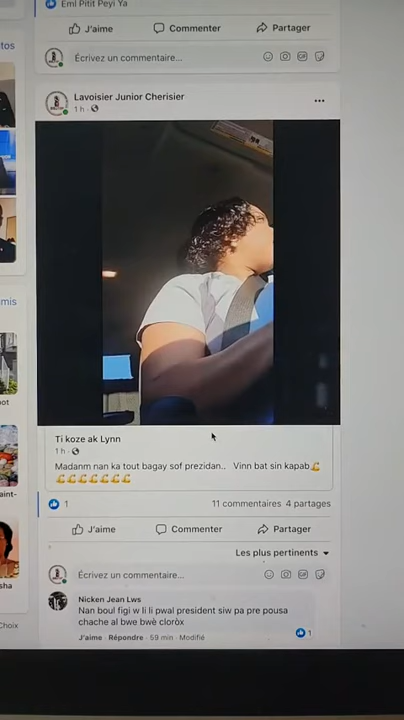 Eml Pitit Peyi Ya
J'aime Commenter Partager
Écrivez un commentaire...
otos
Lavoisier Junior Cherisier
1 h
Ti koze ak Lynn
1 h
Madanm nan ka tout bagay sof prezidan.. Vinn bat sin kapab💪
💪💪💪💪💪💪💪
1 11 commentaires 4 partages
J'aime Commenter Partager
Les plus pertinents
Écrivez un commentaire...
Nicken Jean Lws
Nan boul figi w li li pwal president siw pa pre pousa
chache al bwe bwè cloròx
J'aime · Répondre · 59 min · Modifié 1
mis
ot
aint-
sha
Choix